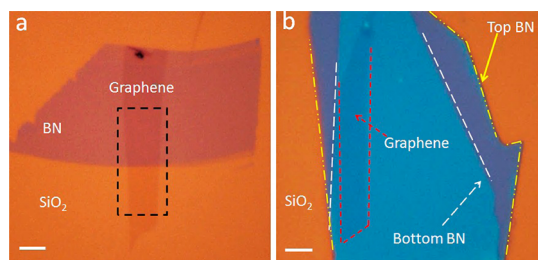 a
Graphene
BN
SiO₂
b
Top BN
Graphene
SiO₂
Bottom BN